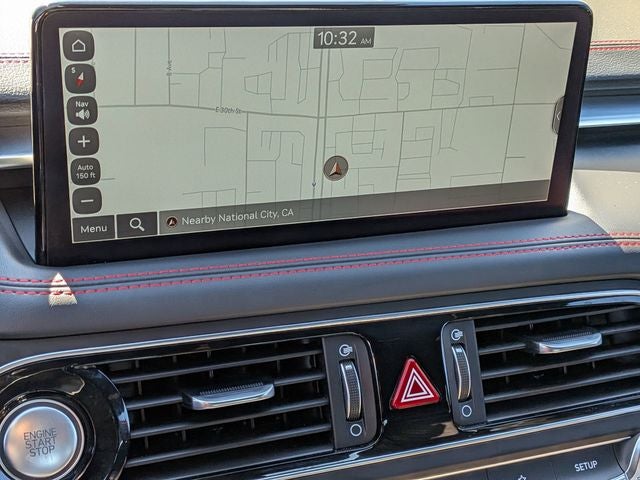 10:32 AM
S
Nav
E 30th St
Auto
150 ft
Menu
Nearby National City, CA
ENGINE
START
STOP
SETUP